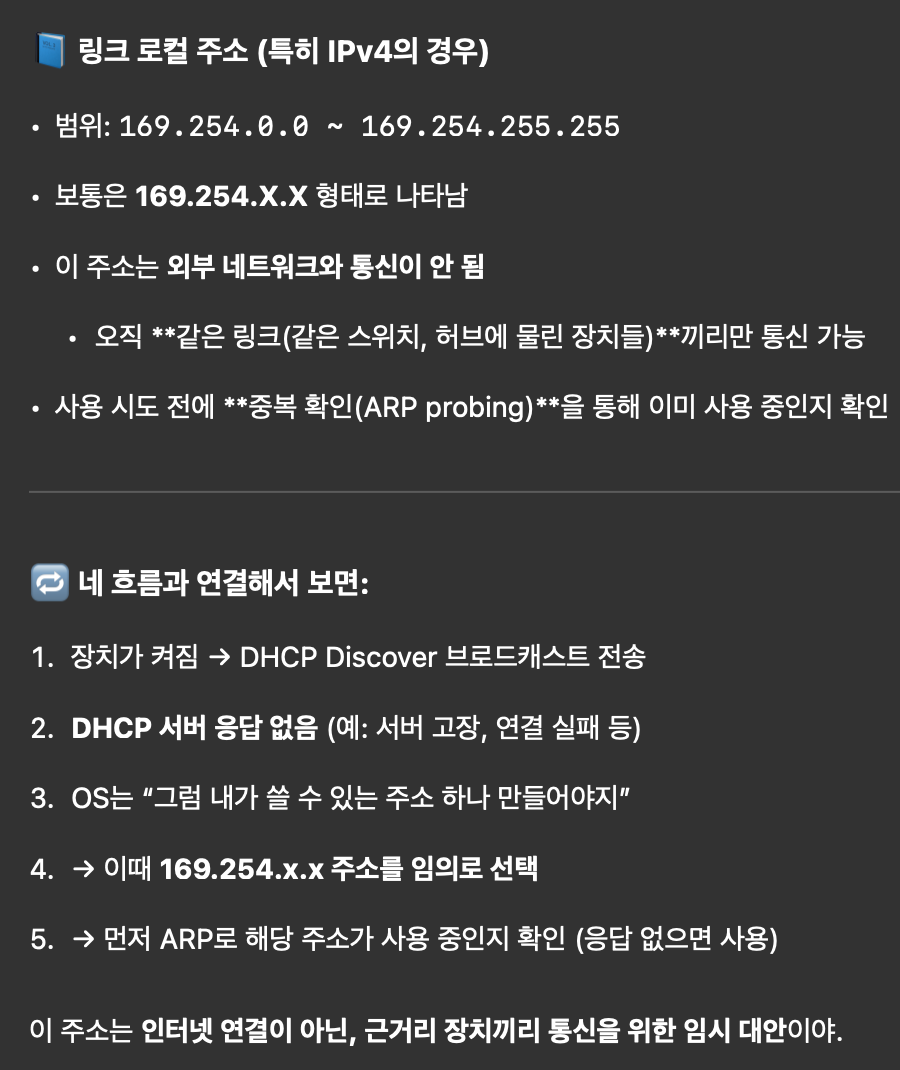 📘 링크 로컬 주소 (특히 IPv4의 경우)
• 범위: 169.254.0.0 ~ 169.254.255.255
• 보통은 169.254.X.X 형태로 나타남
• 이 주소는 외부 네트워크와 통신이 안 됨
• 오직 **같은 링크(같은 스위치, 허브에 물린 장치들)**끼리만 통신 가능
• 사용 시도 전에 **중복 확인(ARP probing)**을 통해 이미 사용 중인지 확인
🔁 네 흐름과 연결해서 보면:
1. 장치가 켜짐 → DHCP Discover 브로드캐스트 전송
2. DHCP 서버 응답 없음 (예: 서버 고장, 연결 실패 등)
3. OS는 “그럼 내가 쓸 수 있는 주소 하나 만들어야지”
4. → 이때 169.254.x.x 주소를 임의로 선택
5. → 먼저 ARP로 해당 주소가 사용 중인지 확인 (응답 없으면 사용)
이 주소는 인터넷 연결이 아닌, 근거리 장치끼리 통신을 위한 임시 대안이야.